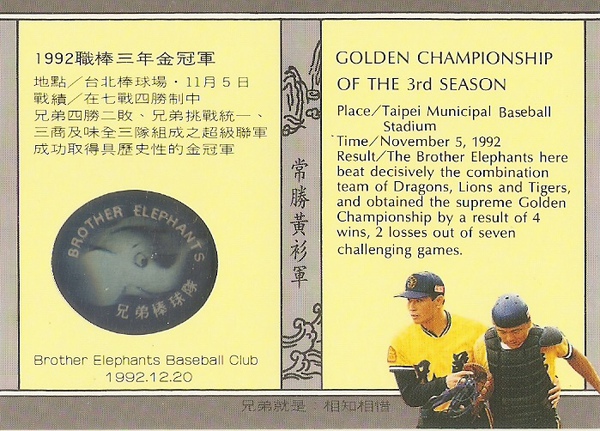 1992職棒三年金冠軍
地點／台北棒球場・11月5日
戰績／在七戰四勝制中
兄弟四勝二敗、兄弟挑戰統一、
三商及味全三隊組成之超級聯軍
成功取得具歷史性的金冠軍
BROTHER ELEPHANTS
兄弟棒球隊
Brother Elephants Baseball Club
1992.12.20
常勝黃衫軍
GOLDEN CHAMPIONSHIP
OF THE 3rd SEASON
Place/Taipei Municipal Baseball
Stadium
Time/November 5, 1992
Result/The Brother Elephants here
beat decisively the combination
team of Dragons, Lions and Tigers,
and obtained the supreme Golden
Championship by a result of 4
wins, 2 losses out of seven
challenging games.
兄弟就是：相知相惜